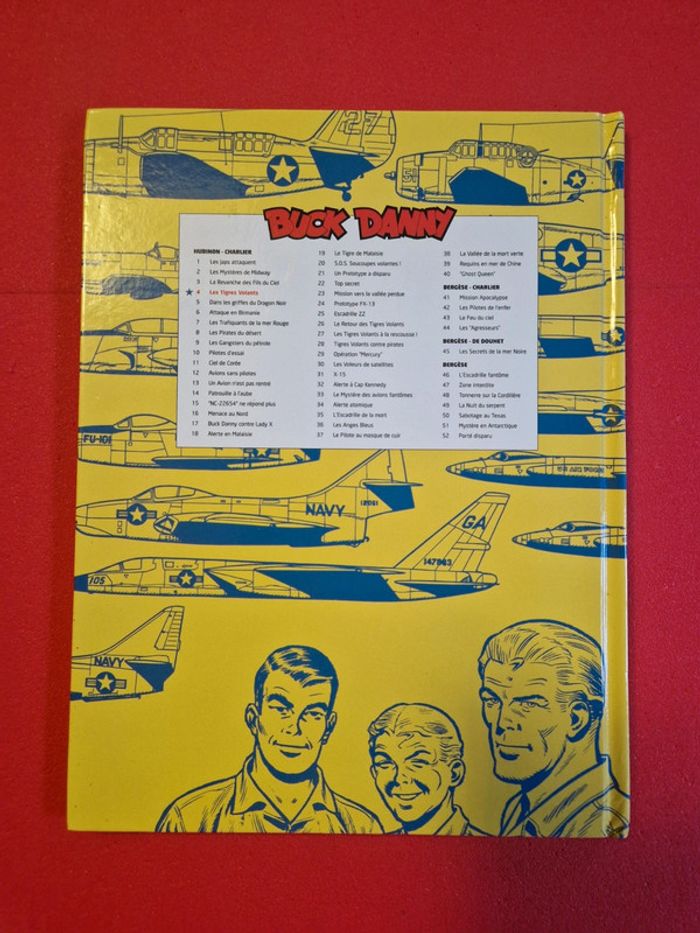 27
BUCK DANNY
HUBINON - CHARLIER
1 Les Japs attaquent
2 Les Mystères de Midway
3 La Revanche des Fils du Ciel
★ 4 Les Tigres Volants
5 Dans les griffes du Dragon Noir
6 Attaque en Birmanie
7 Les Trafiquants de la mer Rouge
8 Les Pirates du désert
9 Les Gangsters du pétrole
10 Pilotes d'essai
11 Ciel de Corée
12 Avions sans pilotes
13 Un Avion n'est pas rentré
14 Patrouille à l'aube
15 "NC-22654" ne répond plus
16 Menace au Nord
17 Buck Danny contre Lady X
18 Alerte en Malaisie
19 Le Tigre de Malaisie
20 S.O.S. Soucoupes volantes !
21 Un Prototype a disparu
22 Top secret
23 Mission vers la vallée perdue
24 Prototype FX-13
25 Escadrille ZZ
26 Le Retour des Tigres Volants
27 Les Tigres Volants à la rescousse !
28 Tigres Volants contre pirates
29 Opération "Mercury"
30 Les Voleurs de satellites
31 X-15
32 Alerte à Cap Kennedy
33 Le Mystère des avions fantômes
34 Alerte atomique
35 L'Escadrille de la mort
36 Les Anges Bleus
37 Le Pilote au masque de cuir
38 La Vallée de la mort verte
39 Requins en mer de Chine
40 "Ghost Queen"
BERGÈSE - CHARLIER
41 Mission Apocalypse
42 Les Pilotes de l'enfer
43 Le Feu du ciel
44 Les "Agresseurs"
BERGÈSE - DE DOUHET
45 Les Secrets de la mer Noire
BERGÈSE
46 L'Escadrille fantôme
47 Zone interdite
48 Tonnerre sur la Cordillère
49 La Nuit du serpent
50 Sabotage au Texas
51 Mystère en Antarctique
52 Porté disparu
FU-101
US AIR FORCE
NAVY
12061
GA
147863
705
NAVY